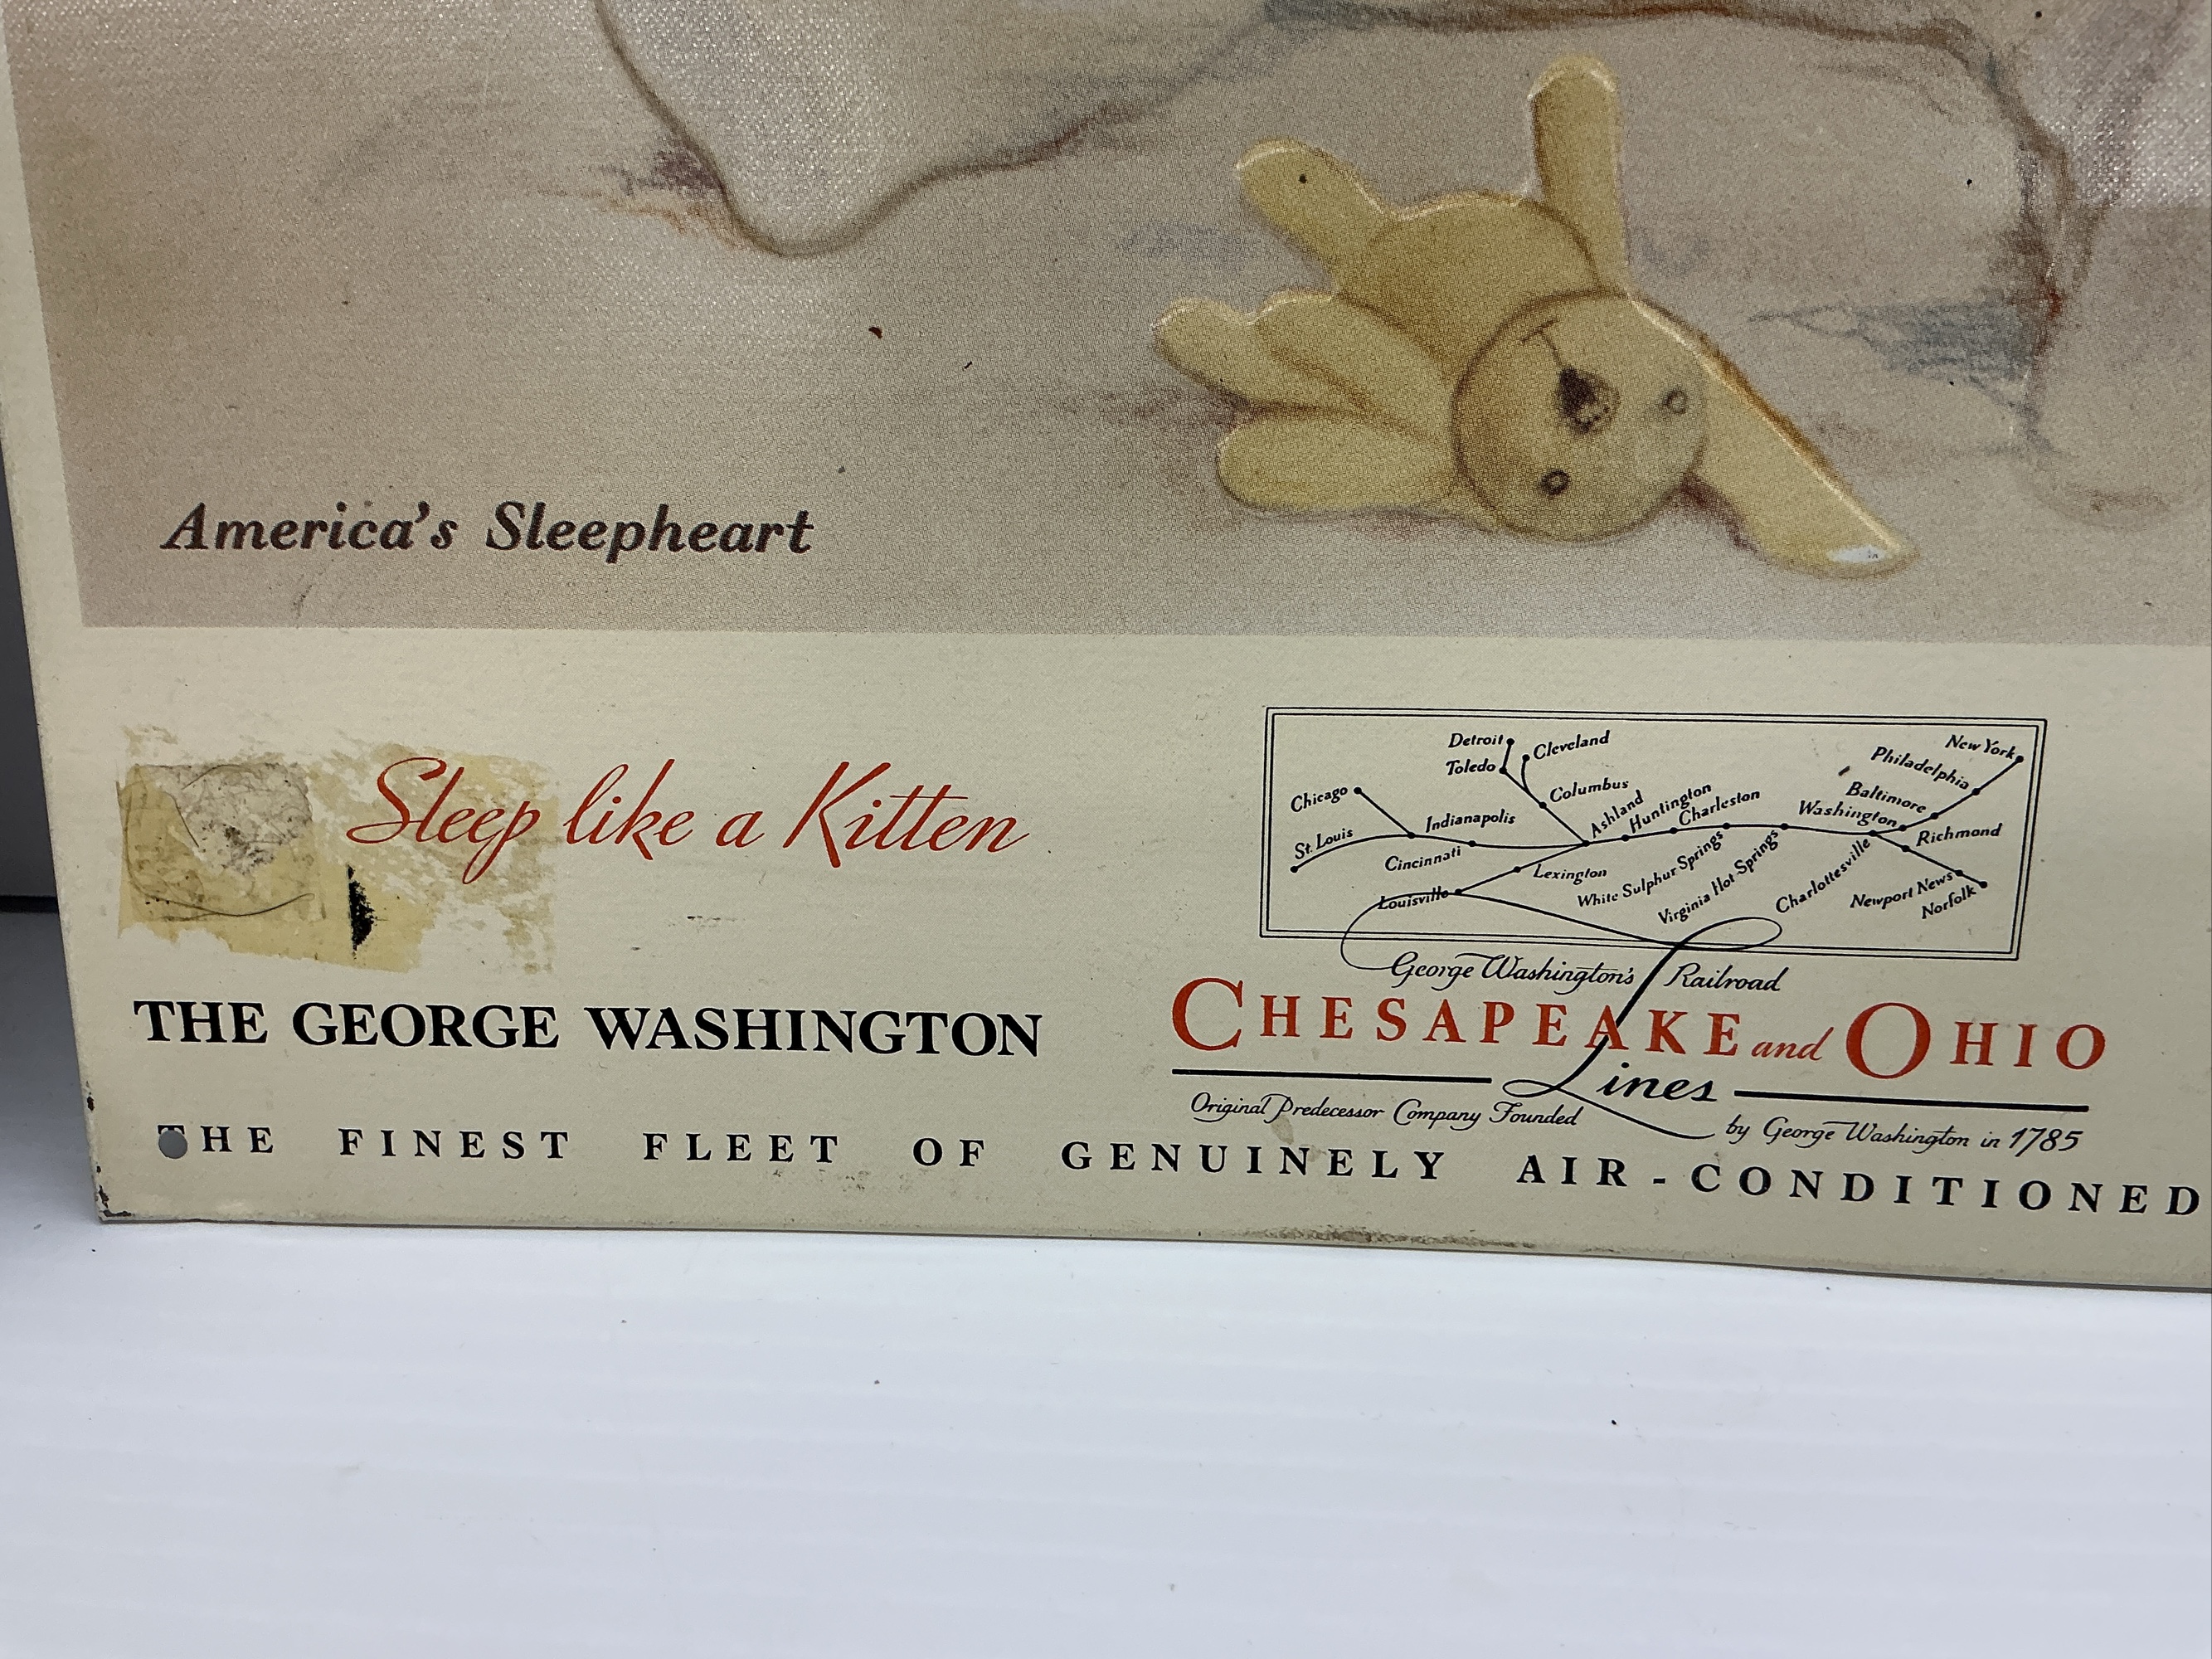 America's Sleepheart
Sleep like a Kitten
THE GEORGE WASHINGTON
Detroit
Cleveland
Toledo
Chicago
Columbus
New York
Philadelphia
Baltimore
Washington
St. Louis
Indianapolis
Cincinnati
Ashland
Huntington
Charleston
Richmond
Lexington
Louisville
White Sulphur Springs
Virginia Hot Springs
Charlottesville
Newport News
Norfolk
George Washington's Railroad
CHESAPEAKE and OHIO
Lines
Original Predecessor Company Founded
by George Washington in 1785
THE FINEST FLEET OF GENUINELY AIR-CONDITIONED